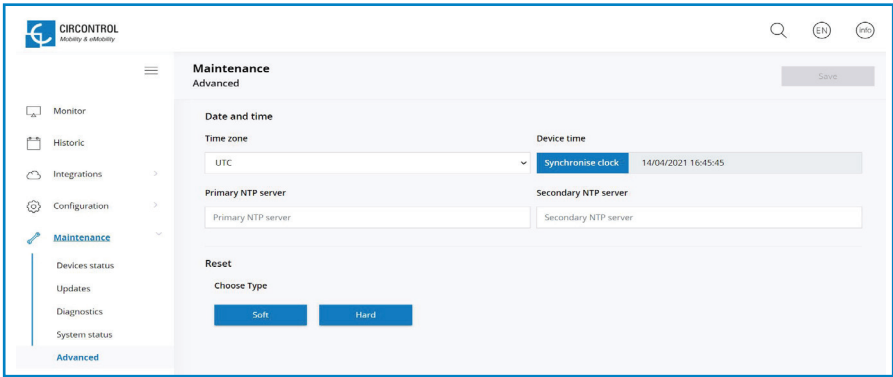 CIRCONTROL
Mobility & eMobility
EN
info
Maintenance
Advanced
Save
Monitor
Historic
Integrations
Configuration
Maintenance
Devices status
Updates
Diagnostics
System status
Advanced
Date and time
Time zone
Device time
UTC
Synchronise clock
14/04/2021 16:45:45
Primary NTP server
Secondary NTP server
Primary NTP server
Secondary NTP server
Reset
Choose Type
Soft
Hard